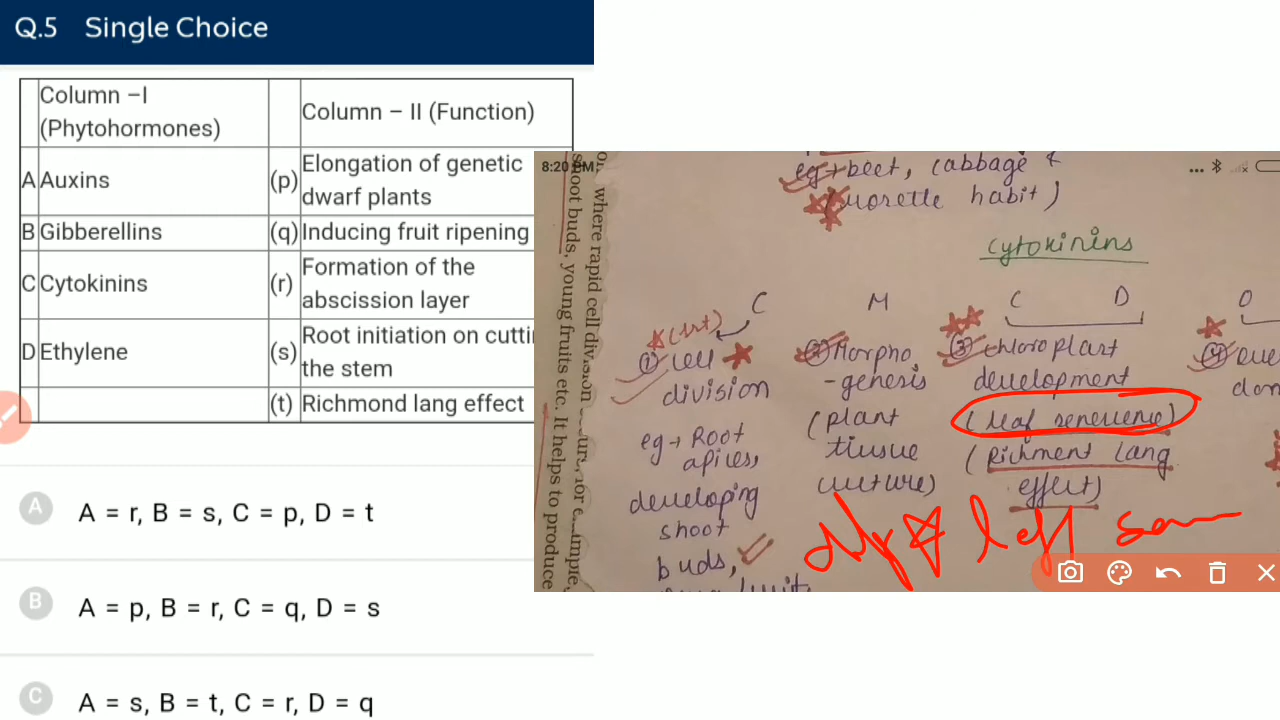 Q.5 Single Choice
Column –I
(Phytohormones)
Column – II (Function)
A Auxins
(p) Elongation of genetic
dwarf plants
B Gibberellins
(q) Inducing fruit ripening
C Cytokinins
(r) Formation of the
abscission layer
D Ethylene
(s) Root initiation on cutti
the stem
(t) Richmond lang effect
A
A = r, B = s, C = p, D = t
B
A = p, B = r, C = q, D = s
C
A = s, B = t, C = r, D = q
8:20
where rapid cell division
shoot buds, young fruits etc. It helps to produce
eg → beet, cabbage &
habit)
Cytokinins
C M C D
① cell
division
eg → Root
apices,
developing
shoot
buds,
② Morpho
-genesis
(plant
tissue
culture)
③ chloroplast
development
(leaf
(Richment lang
effect)
left